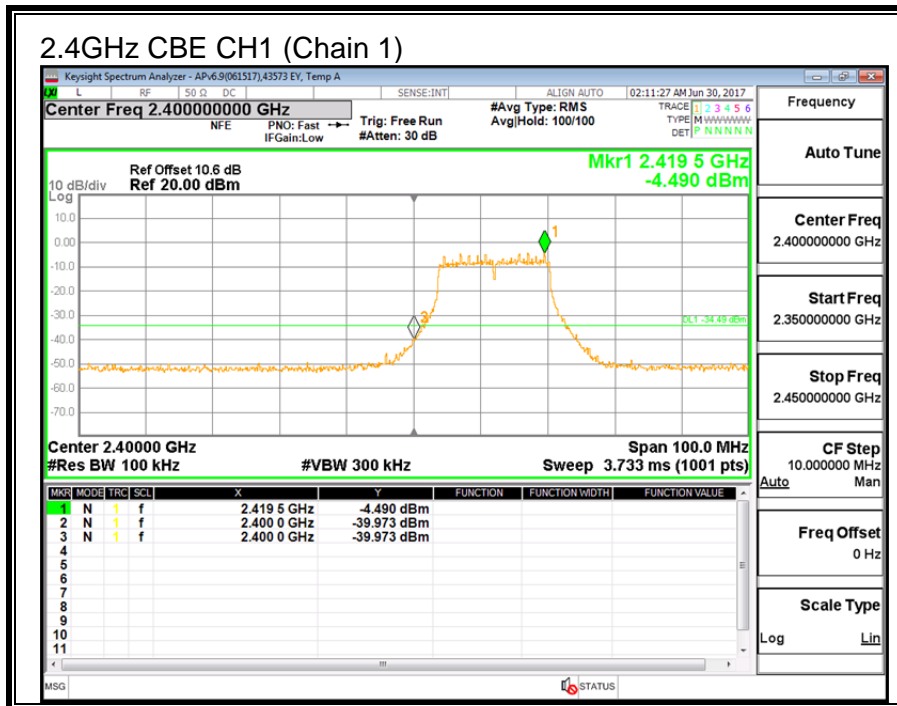 2.4GHz CBE CH1 (Chain 1)
Keysight Spectrum Analyzer - APv6.9(061517),43573 EY, Temp A
L RF 50 Ω DC SENSE:INT ALIGN AUTO 02:11:27 AM Jun 30, 2017
Center Freq 2.400000000 GHz
NFE
PNO: Fast
IFGain:Low
Trig: Free Run
#Atten: 30 dB
#Avg Type: RMS
Avg|Hold: 100/100
TRACE 1 2 3 4 5 6
TYPE M W W W W W
DET P N N N N N
Mkr1 2.419 5 GHz
-4.490 dBm
Ref Offset 10.6 dB
10 dB/div Ref 20.00 dBm
Log
10.0
0.00
-10.0
-20.0
-30.0
-40.0
-50.0
-60.0
-70.0
1
3
DL1 -34.49 dBm
Center 2.40000 GHz Span 100.0 MHz
#Res BW 100 kHz #VBW 300 kHz Sweep 3.733 ms (1001 pts)
MKR MODE TRC SCL X Y FUNCTION FUNCTION WIDTH FUNCTION VALUE
1 N 1 f 2.419 5 GHz -4.490 dBm
2 N 1 f 2.400 0 GHz -39.973 dBm
3 N 1 f 2.400 0 GHz -39.973 dBm
4
5
6
7
8
9
10
11
MSG STATUS
Frequency
Auto Tune
Center Freq
2.400000000 GHz
Start Freq
2.350000000 GHz
Stop Freq
2.450000000 GHz
CF Step
10.000000 MHz
Auto Man
Freq Offset
0 Hz
Scale Type
Log Lin